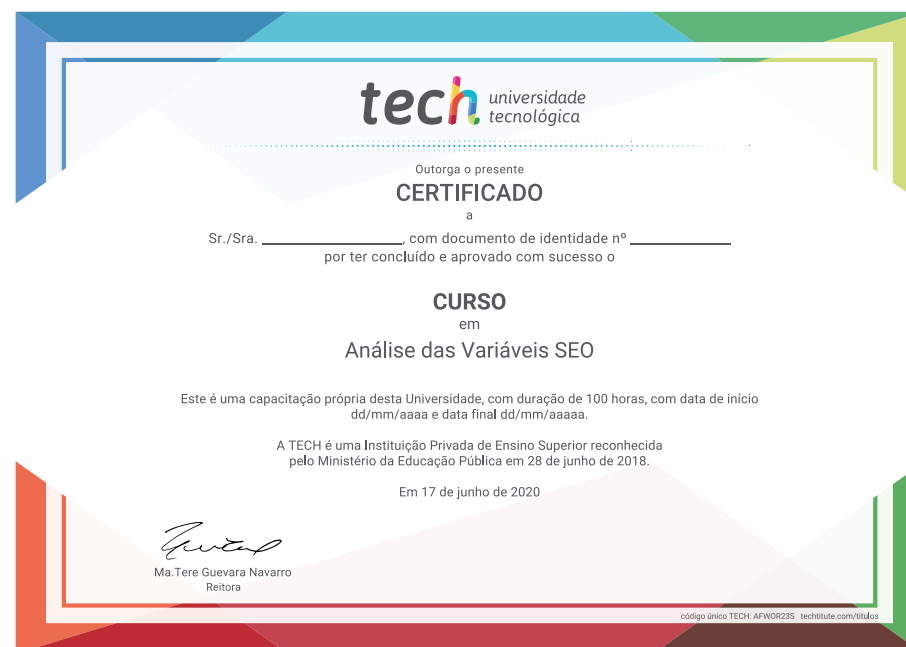 tech universidade
tecnológica
Outorga o presente
CERTIFICADO
a
Sr./Sra. ______________, com documento de identidade nº __________
por ter concluído e aprovado com sucesso o
CURSO
em
Análise das Variáveis SEO
Este é uma capacitação própria desta Universidade, com duração de 100 horas, com data de início
dd/mm/aaaa e data final dd/mm/aaaaa.
A TECH é uma Instituição Privada de Ensino Superior reconhecida
pelo Ministério da Educação Pública em 28 de junho de 2018.
Em 17 de junho de 2020
Ma.Tere Guevara Navarro
Reitora
código único TECH: AFWOR23S techtitute.com/titulos